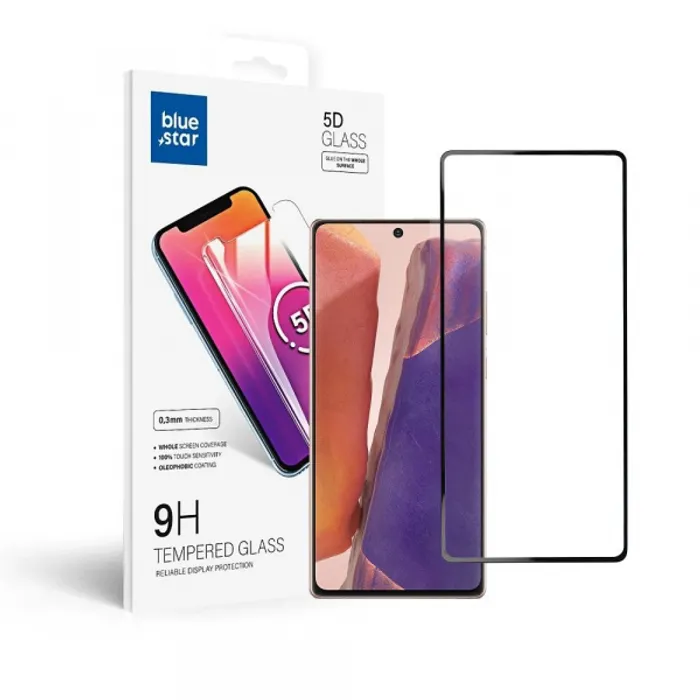 blue
star
5D
GLASS
GLUE ON THE WHOLE
SURFACE
5D
0,3mm THICKNESS
• WHOLE SCREEN COVERAGE
• 100% TOUCH SENSITIVITY
• OLEOPHOBIC COATING
9H
TEMPERED GLASS
RELIABLE DISPLAY PROTECTION